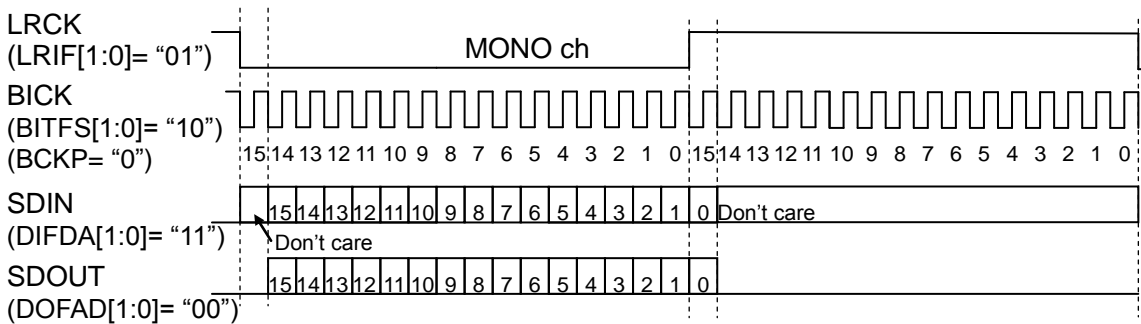 LRCK
(LRIF[1:0]= “01”)
MONO ch
BICK
(BITFS[1:0]= “10”)
(BCKP= “0”)
15 14 13 12 11 10 9 8 7 6 5 4 3 2 1 0 15 14 13 12 11 10 9 8 7 6 5 4 3 2 1 0
SDIN
15 14 13 12 11 10 9 8 7 6 5 4 3 2 1 0 Don’t care
(DIFDA[1:0]= “11”)
Don’t care
SDOUT
15 14 13 12 11 10 9 8 7 6 5 4 3 2 1 0
(DOFAD[1:0]= “00”)